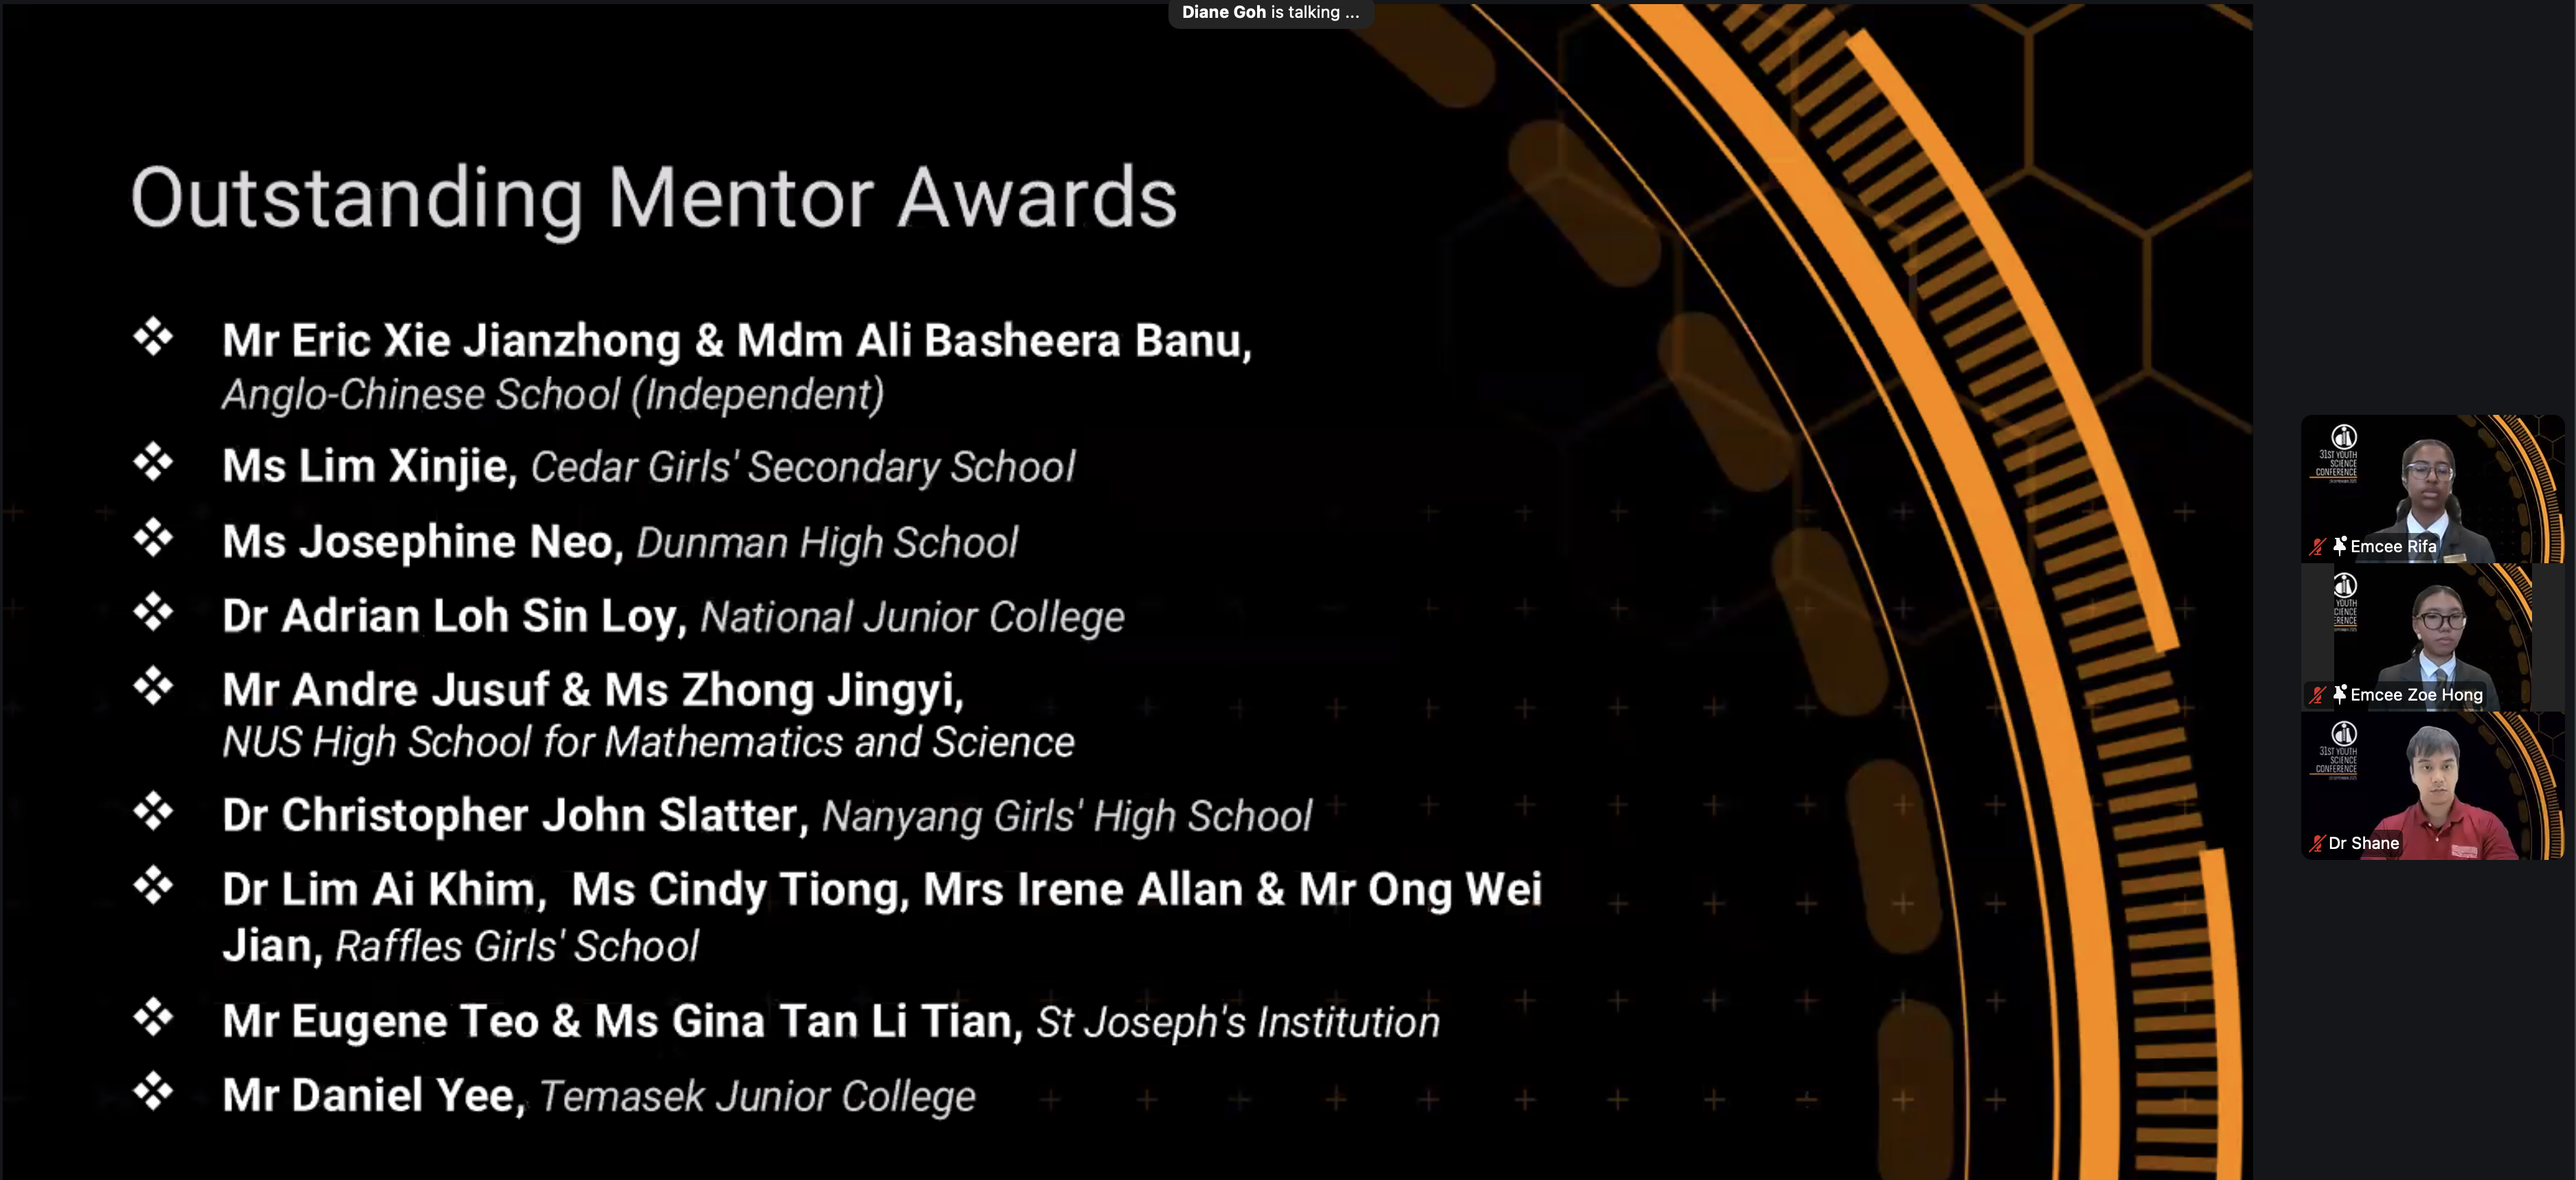 Diane Goh is talking ...
Outstanding Mentor Awards
❖ Mr Eric Xie Jianzhong & Mdm Ali Basheera Banu,
Anglo-Chinese School (Independent)
❖ Ms Lim Xinjie, Cedar Girls' Secondary School
❖ Ms Josephine Neo, Dunman High School
❖ Dr Adrian Loh Sin Loy, National Junior College
❖ Mr Andre Jusuf & Ms Zhong Jingyi,
NUS High School for Mathematics and Science
❖ Dr Christopher John Slatter, Nanyang Girls' High School
❖ Dr Lim Ai Khim, Ms Cindy Tiong, Mrs Irene Allan & Mr Ong Wei
Jian, Raffles Girls' School
❖ Mr Eugene Teo & Ms Gina Tan Li Tian, St Joseph's Institution
❖ Mr Daniel Yee, Temasek Junior College
31ST YOUTH
SCIENCE
CONFERENCE
Emcee Rifa
YOUTH
Emcee Zoe Hong
31ST YOUTH
SCIENCE
CONFERENCE
Dr Shane